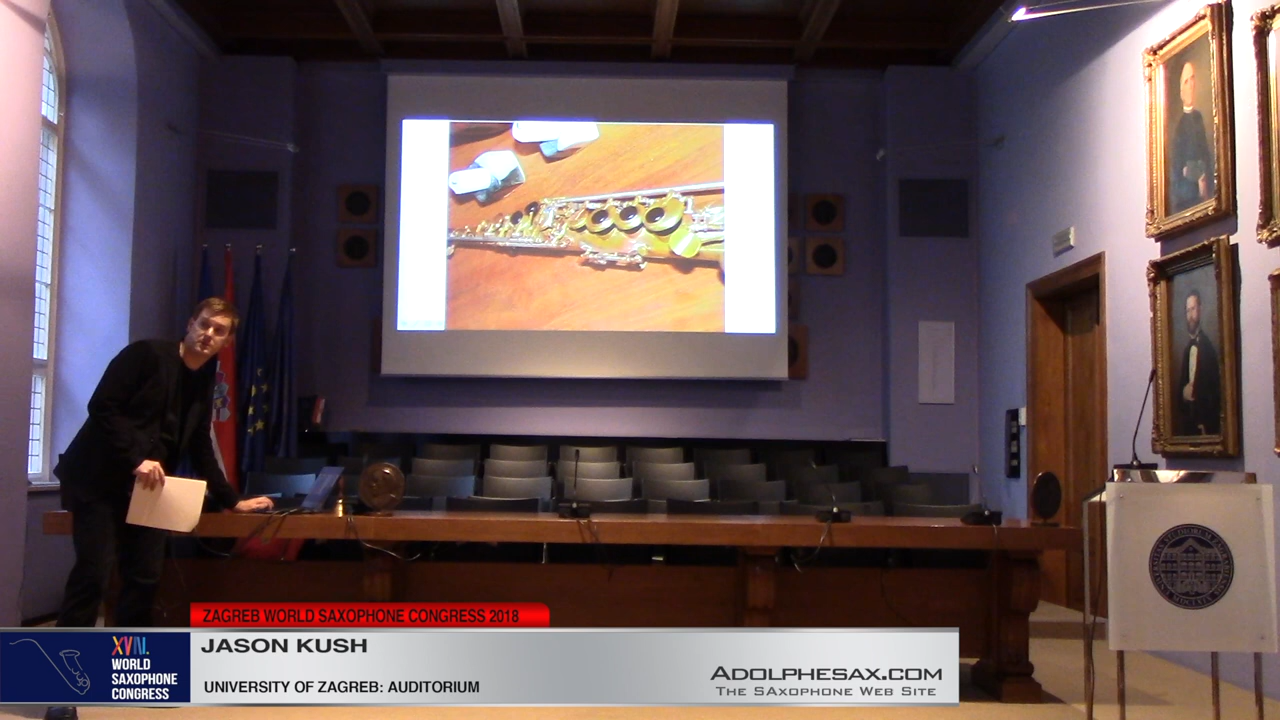 ZAGREB WORLD SAXOPHONE CONGRESS 2018
XVIII.
WORLD
SAXOPHONE
CONGRESS
JASON KUSH
UNIVERSITY OF ZAGREB: AUDITORIUM
ADOLPHESAX.COM
THE SAXOPHONE WEB SITE